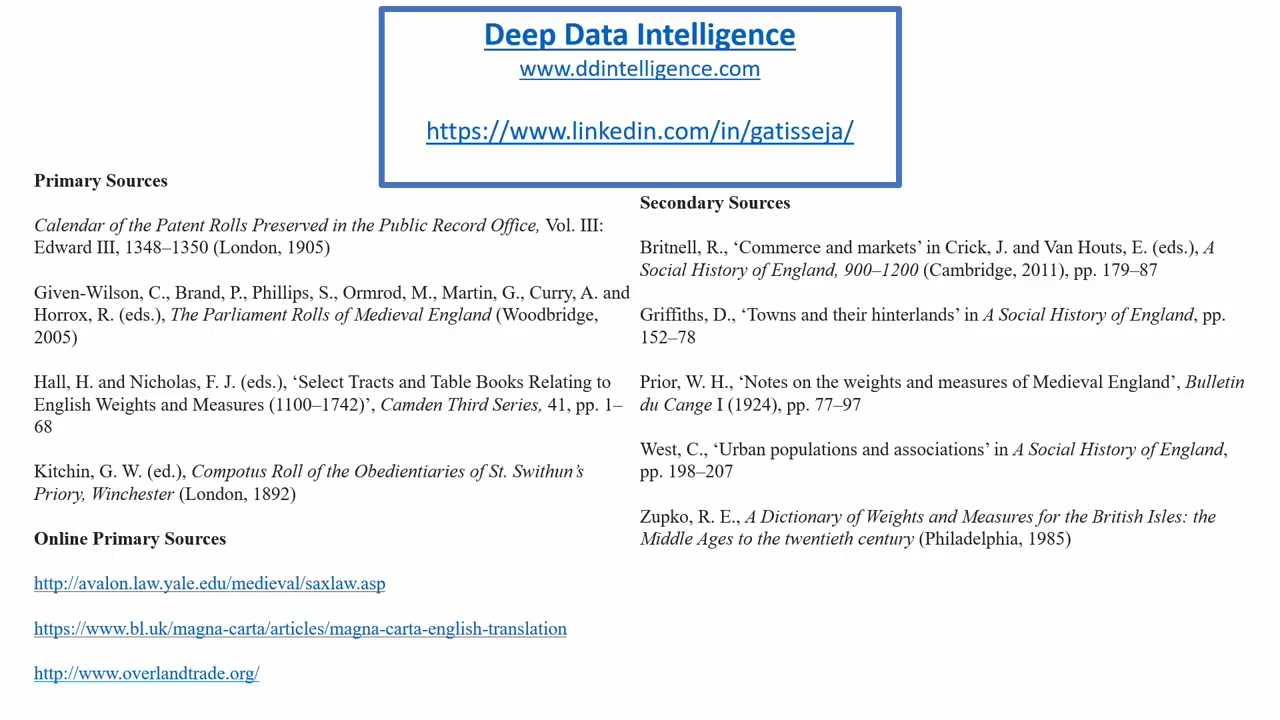 Deep Data Intelligence
www.ddintelligence.com
https://www.linkedin.com/in/gatisseja/
Primary Sources
Calendar of the Patent Rolls Preserved in the Public Record Office, Vol. III:
Edward III, 1348–1350 (London, 1905)
Given-Wilson, C., Brand, P., Phillips, S., Ormrod, M., Martin, G., Curry, A. and
Horrox, R. (eds.), The Parliament Rolls of Medieval England (Woodbridge,
2005)
Hall, H. and Nicholas, F. J. (eds.), ‘Select Tracts and Table Books Relating to
English Weights and Measures (1100–1742)’, Camden Third Series, 41, pp. 1–
68
Kitchin, G. W. (ed.), Compotus Roll of the Obedientiaries of St. Swithun’s
Priory, Winchester (London, 1892)
Online Primary Sources
http://avalon.law.yale.edu/medieval/saxlaw.asp
https://www.bl.uk/magna-carta/articles/magna-carta-english-translation
http://www.overlandtrade.org/
Secondary Sources
Britnell, R., ‘Commerce and markets’ in Crick, J. and Van Houts, E. (eds.), A
Social History of England, 900–1200 (Cambridge, 2011), pp. 179–87
Griffiths, D., ‘Towns and their hinterlands’ in A Social History of England, pp.
152–78
Prior, W. H., ‘Notes on the weights and measures of Medieval England’, Bulletin
du Cange I (1924), pp. 77–97
West, C., ‘Urban populations and associations’ in A Social History of England,
pp. 198–207
Zupko, R. E., A Dictionary of Weights and Measures for the British Isles: the
Middle Ages to the twentieth century (Philadelphia, 1985)